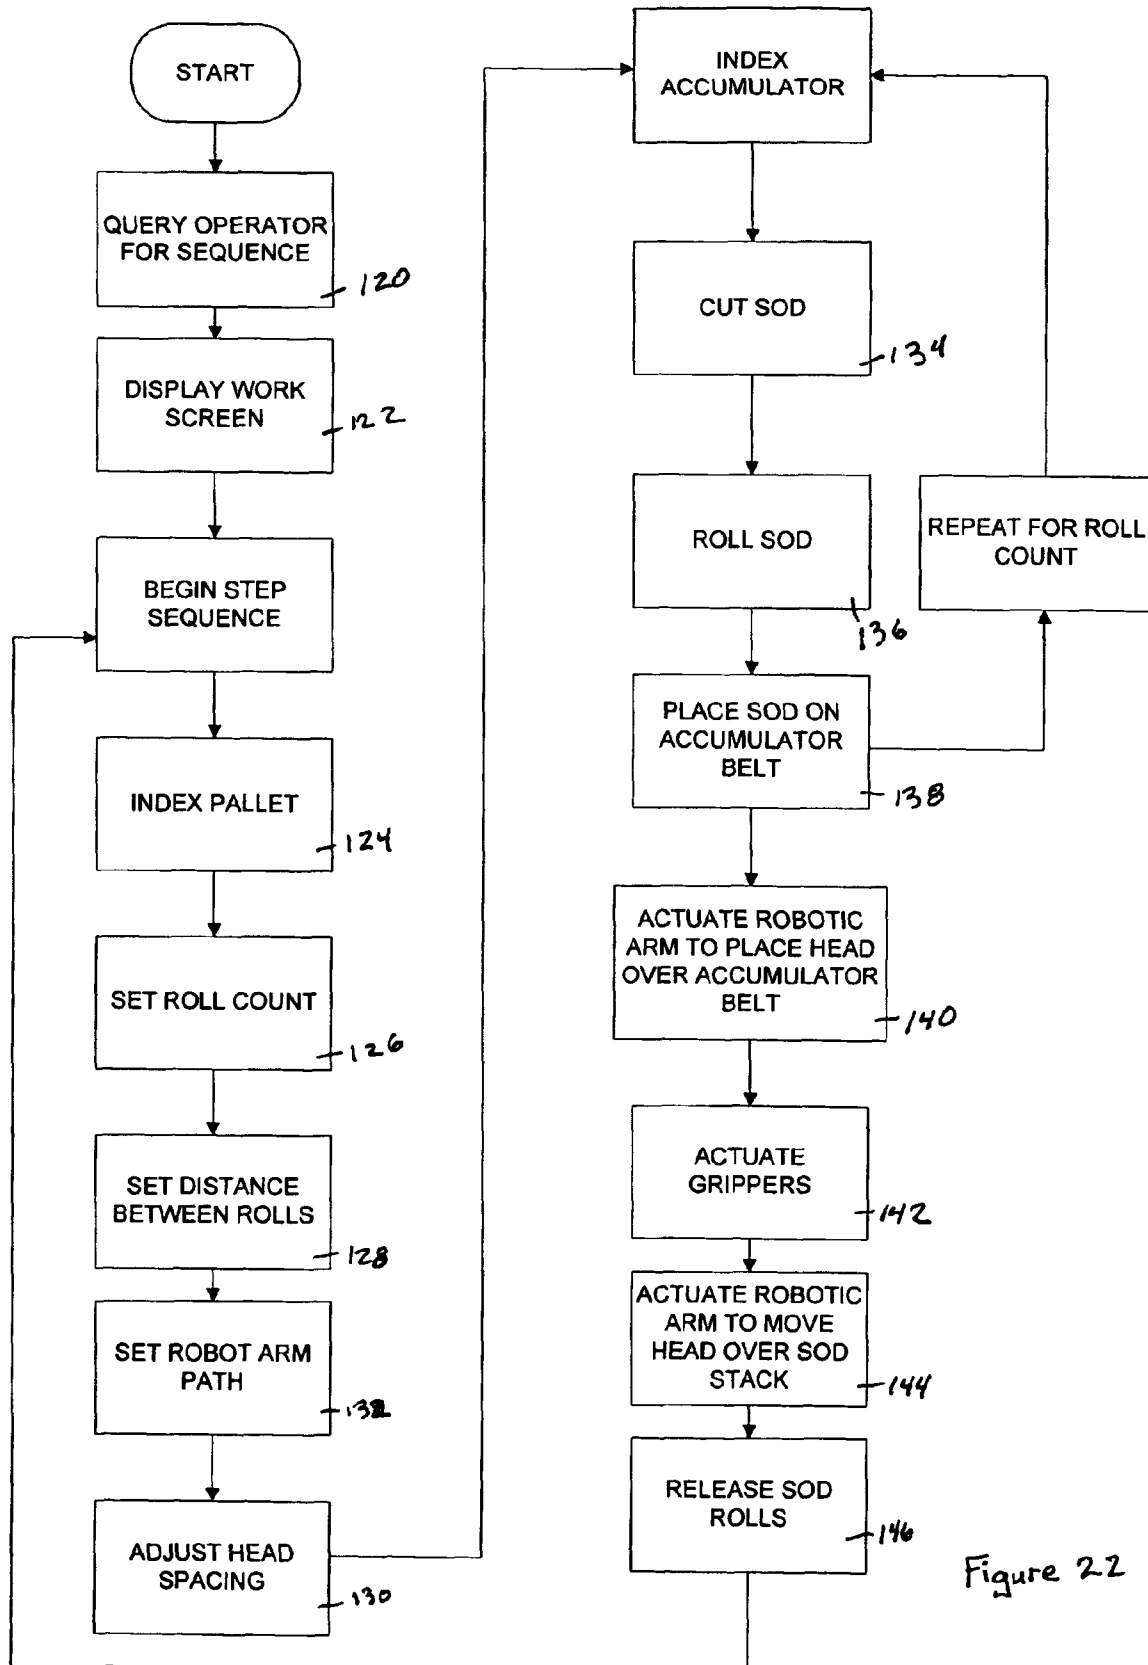 START
QUERY OPERATOR
FOR SEQUENCE
120
DISPLAY WORK
SCREEN
122
BEGIN STEP
SEQUENCE
INDEX PALLET
124
SET ROLL COUNT
126
SET DISTANCE
BETWEEN ROLLS
128
SET ROBOT ARM
PATH
132
ADJUST HEAD
SPACING
130
INDEX
ACCUMULATOR
CUT SOD
134
ROLL SOD
136
REPEAT FOR ROLL
COUNT
PLACE SOD ON
ACCUMULATOR
BELT
138
ACTUATE ROBOTIC
ARM TO PLACE HEAD
OVER ACCUMULATOR
BELT
140
ACTUATE
GRIPPERS
142
ACTUATE ROBOTIC
ARM TO MOVE
HEAD OVER SOD
STACK
144
RELEASE SOD
ROLLS
146
Figure 22